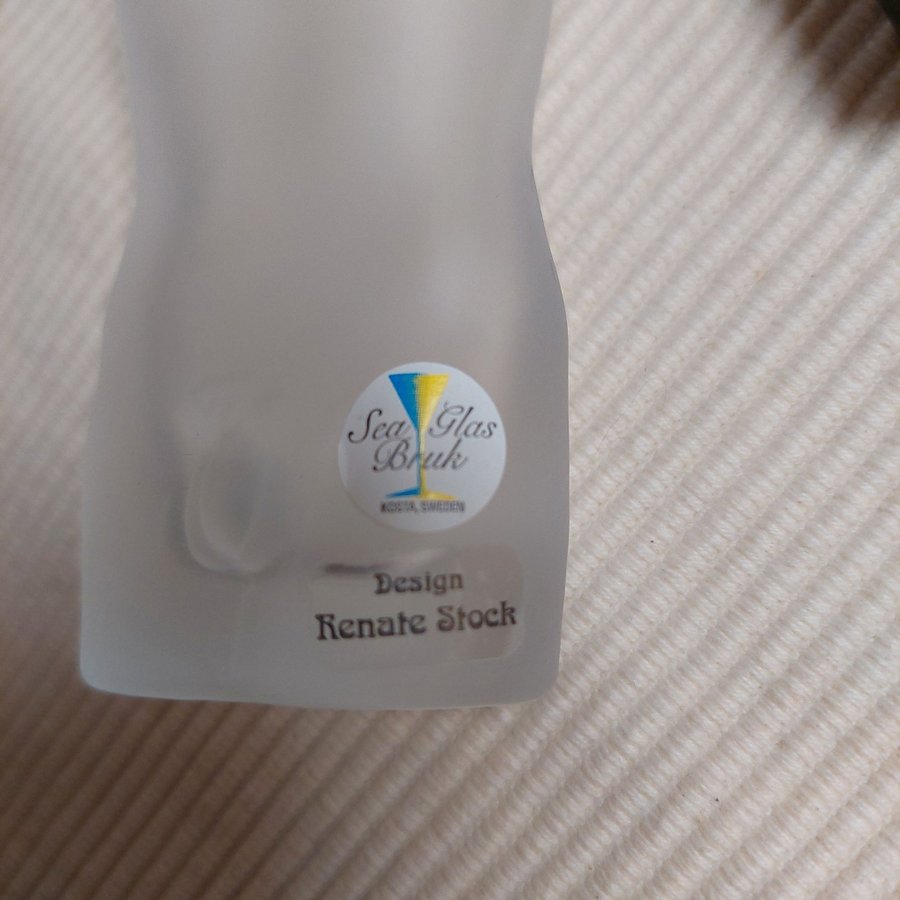 Sea Glas
Bruk
KOSTA, SWEDEN
Design
Renate Stock